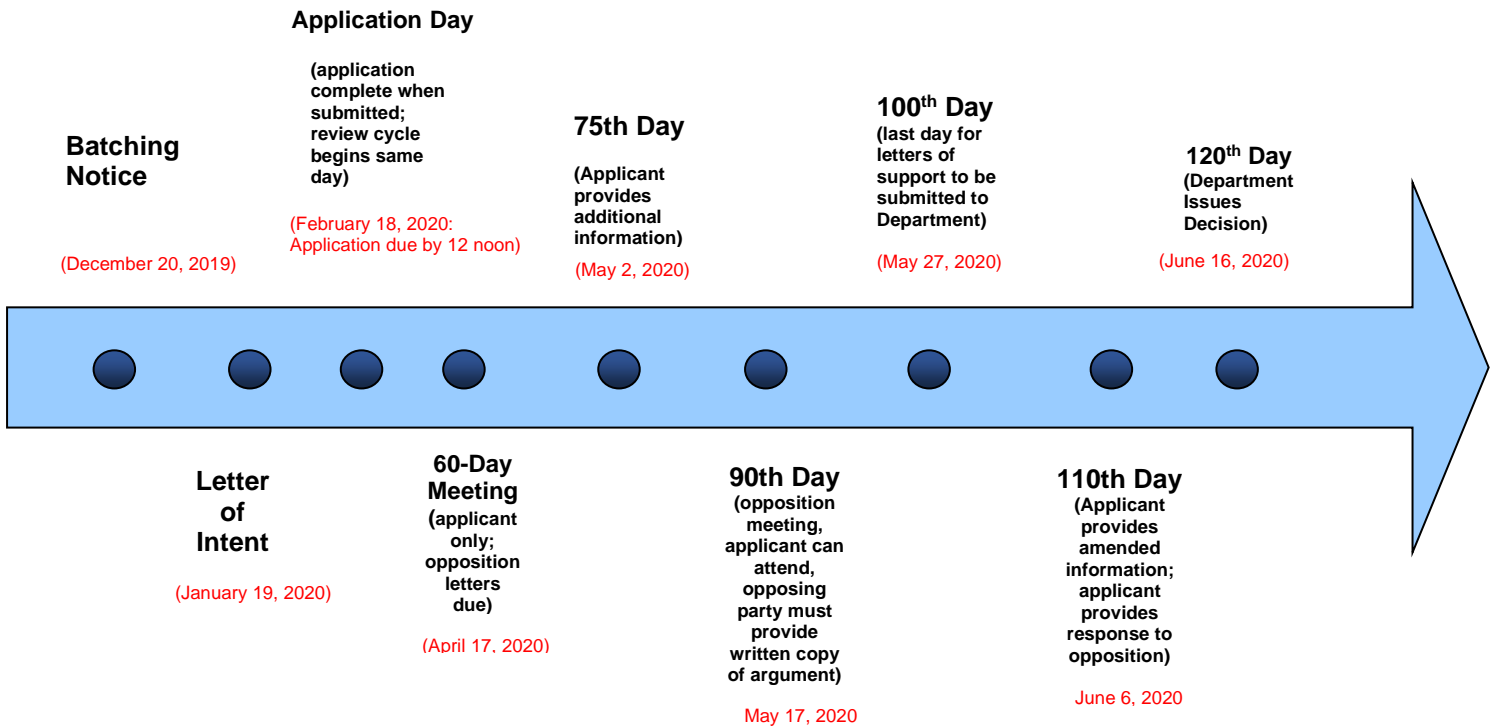 Application Day
(application
complete when
submitted;
review cycle
begins same
day)
(February 18, 2020:
Application due by 12 noon)
Batching
Notice
(December 20, 2019)
75th Day
(Applicant
provides
additional
information)
(May 2, 2020)
100th Day
(last day for
letters of
support to be
submitted to
Department)
(May 27, 2020)
120th Day
(Department
Issues
Decision)
(June 16, 2020)
Letter
of
Intent
(January 19, 2020)
60-Day
Meeting
(applicant
only;
opposition
letters
due)
(April 17, 2020)
90th Day
(opposition
meeting,
applicant can
attend,
opposing
party must
provide
written copy
of argument)
May 17, 2020
110th Day
(Applicant
provides
amended
information;
applicant
provides
response to
opposition)
June 6, 2020